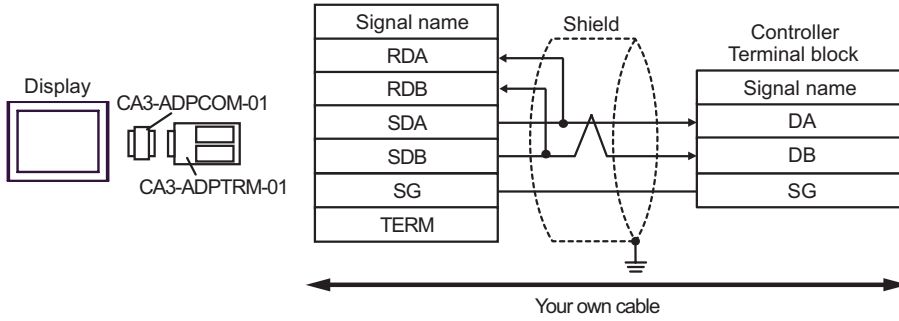 Display
CA3-ADPCOM-01
CA3-ADPTRM-01
Signal name
RDA
RDB
SDA
SDB
SG
TERM
Shield
Controller
Terminal block
Signal name
DA
DB
SG
Your own cable